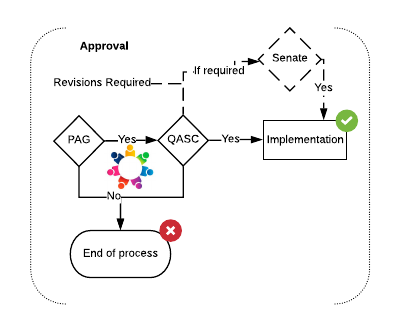 Approval
Senate
If required
Revisions Required
Yes
PAG
Yes
QASC
Yes
Implementation
No
End of process